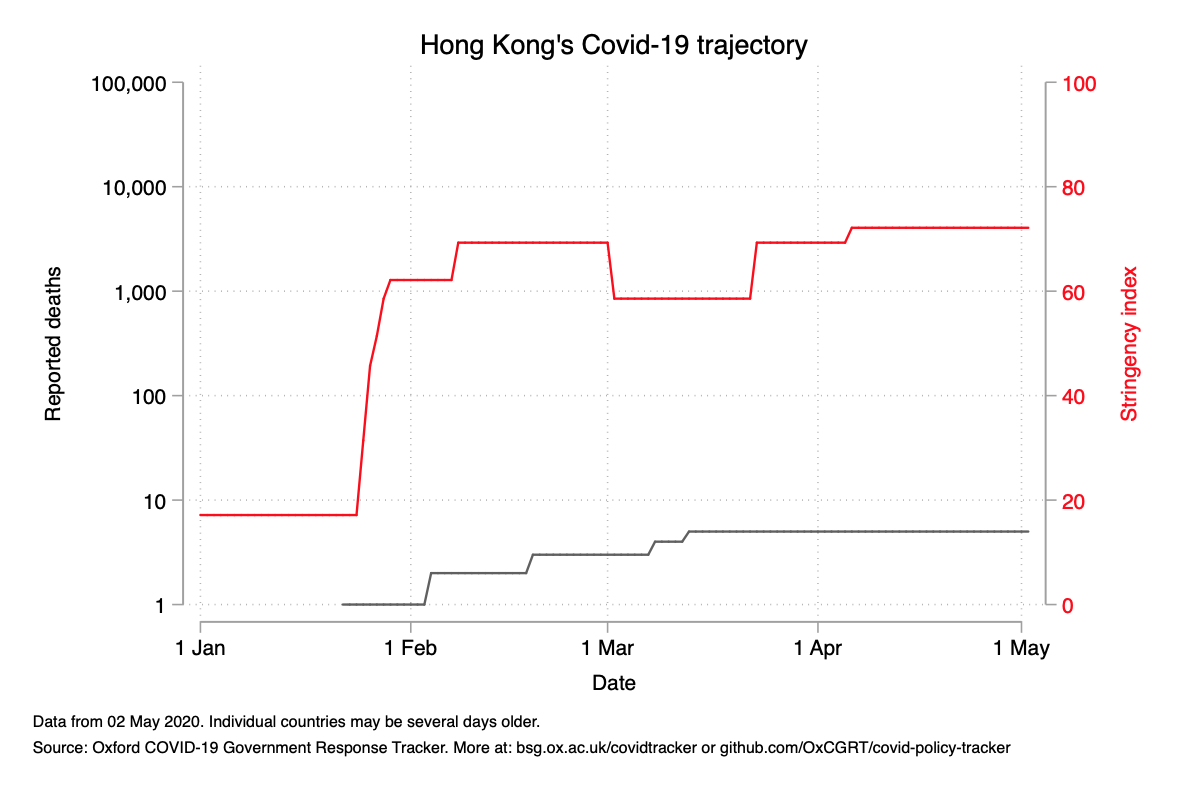 Hong Kong's Covid-19 trajectory
100,000
10,000
1,000
100
10
1
Reported deaths
100
80
60
40
20
0
Stringency index
1 Jan 1 Feb 1 Mar 1 Apr 1 May
Date
Data from 02 May 2020. Individual countries may be several days older.
Source: Oxford COVID-19 Government Response Tracker. More at: bsg.ox.ac.uk/covidtracker or github.com/OxCGRT/covid-policy-tracker